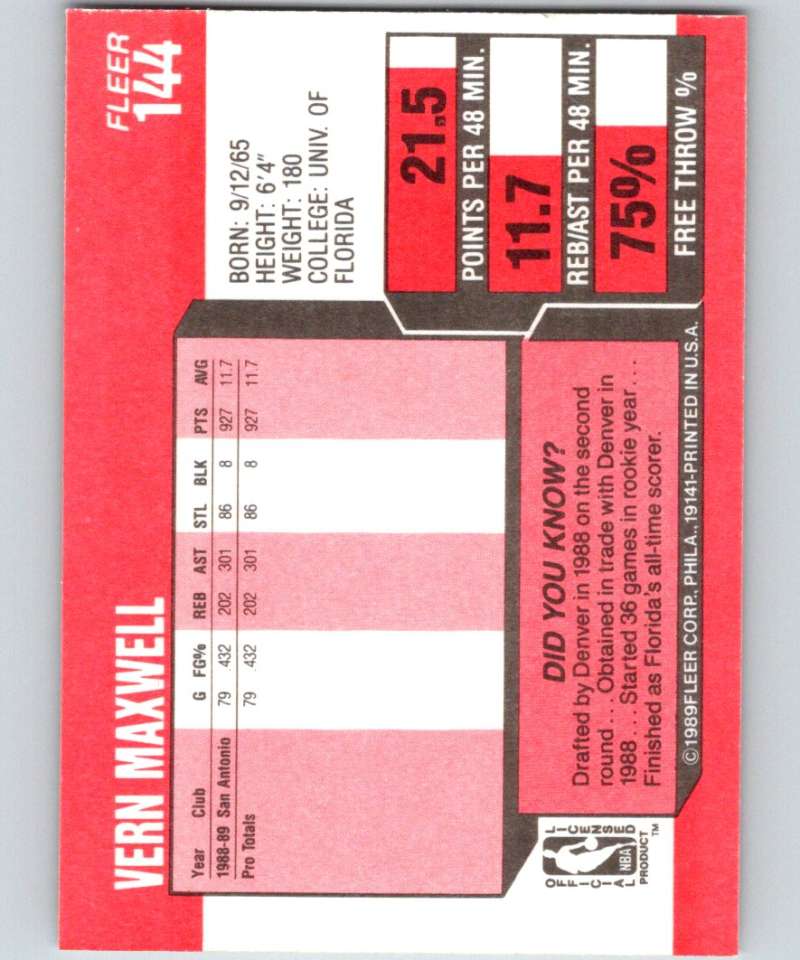 VERN MAXWELL
FLEER
144
Year Club G FG% REB AST STL BLK PTS AVG
1988-89 San Antonio 79 .432 202 301 86 8 927 11.7
Pro Totals 79 .432 202 301 86 8 927 11.7
BORN: 9/12/65
HEIGHT: 6'4"
WEIGHT: 180
COLLEGE: UNIV. OF
FLORIDA
21.5
POINTS PER 48 MIN.
11.7
REB/AST PER 48 MIN.
75%
FREE THROW %
DID YOU KNOW?
Drafted by Denver in 1988 on the second
round... Obtained in trade with Denver in
1988... Started 36 games in rookie year...
Finished as Florida's all-time scorer.
OFFICIAL LICENSED
NBA
PRODUCT™
©1989 FLEER CORP., PHILA., 19141-PRINTED IN U.S.A.